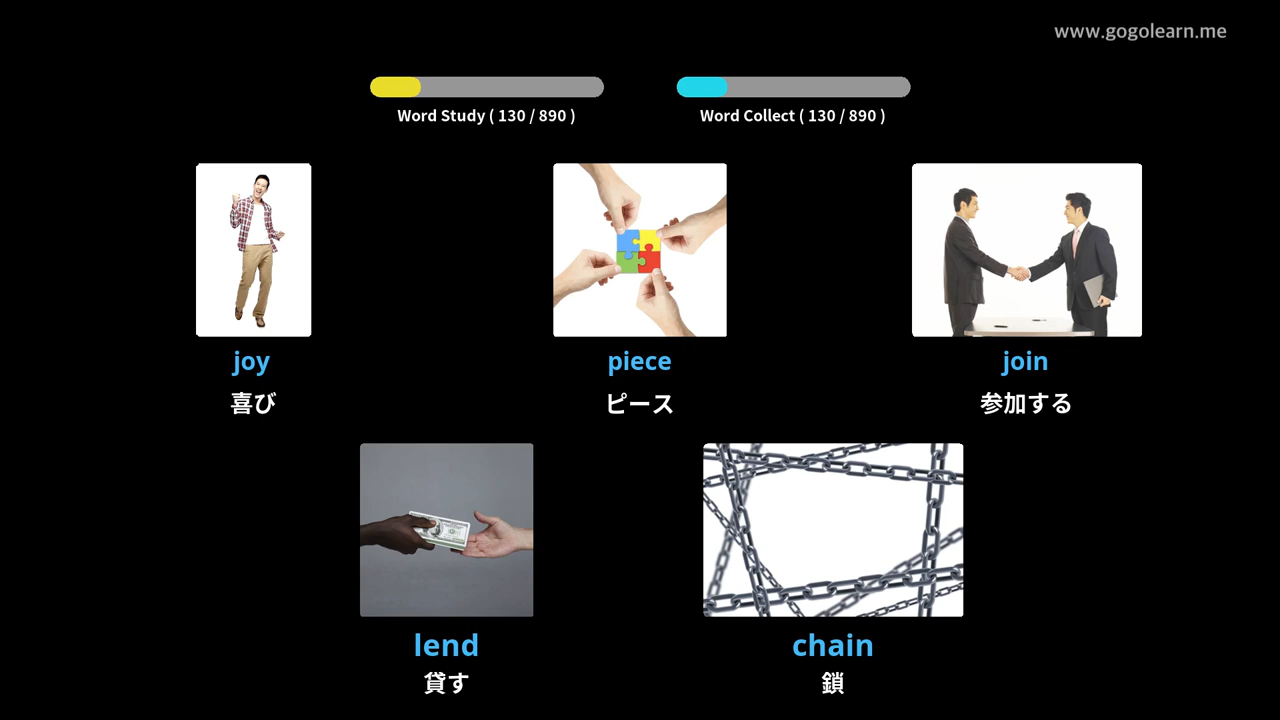 www.gogolearn.me
Word Study ( 130 / 890 )
Word Collect ( 130 / 890 )
joy
喜び
piece
ピース
join
参加する
lend
貸す
chain
鎖